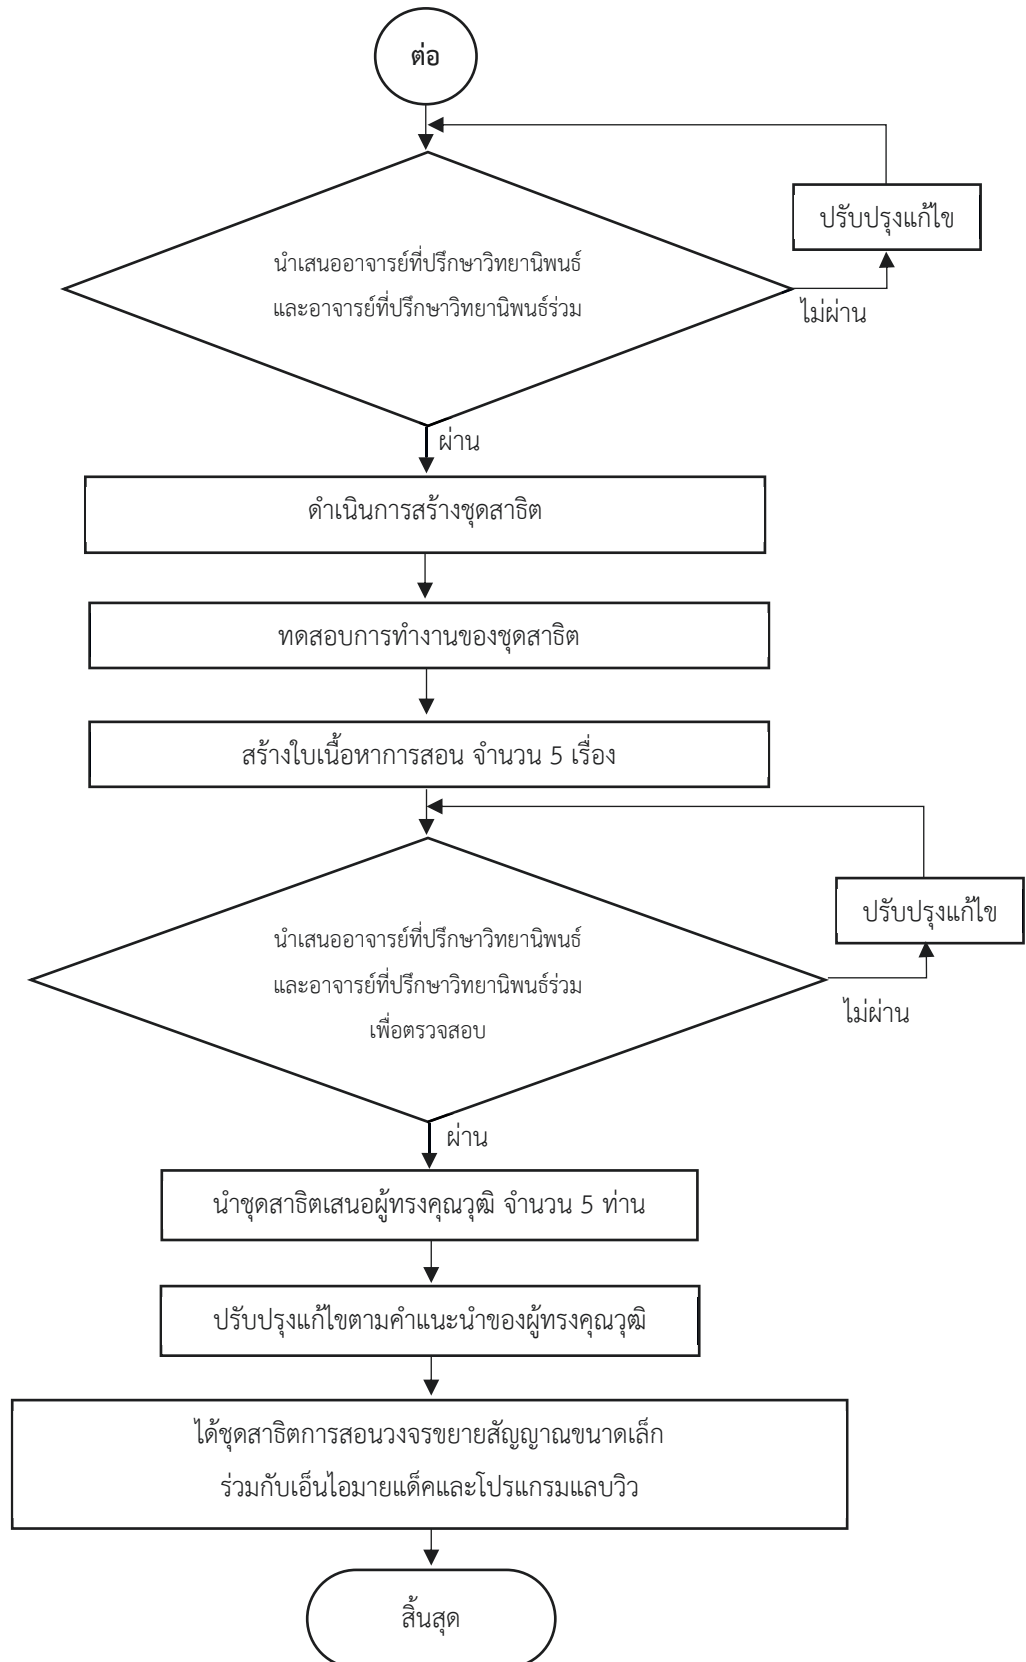 ต่อ
ปรับปรุงแก้ไข
นำเสนออาจารย์ที่ปรึกษาวิทยานิพนธ์
และอาจารย์ที่ปรึกษาวิทยานิพนธ์ร่วม
ไม่ผ่าน
ผ่าน
ดำเนินการสร้างชุดสาธิต
ทดสอบการทำงานของชุดสาธิต
สร้างใบเนื้อหาการสอน จำนวน 5 เรื่อง
ปรับปรุงแก้ไข
นำเสนออาจารย์ที่ปรึกษาวิทยานิพนธ์
และอาจารย์ที่ปรึกษาวิทยานิพนธ์ร่วม
เพื่อตรวจสอบ
ไม่ผ่าน
ผ่าน
นำชุดสาธิตเสนอผู้ทรงคุณวุฒิ จำนวน 5 ท่าน
ปรับปรุงแก้ไขตามคำแนะนำของผู้ทรงคุณวุฒิ
ได้ชุดสาธิตการสอนวงจรขยายสัญญาณขนาดเล็ก
ร่วมกับเอ็นไอมายแด็คและโปรแกรมแลบวิว
สิ้นสุด